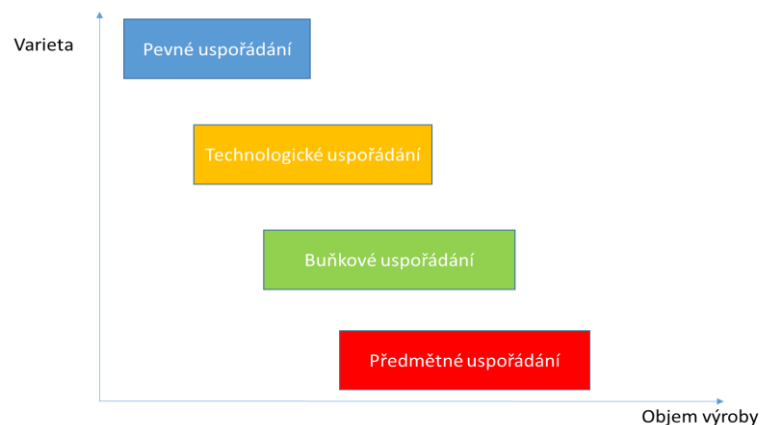 Varieta
Pevné uspořádání
Technologické uspořádání
Buňkové uspořádání
Předmětné uspořádání
Objem výroby